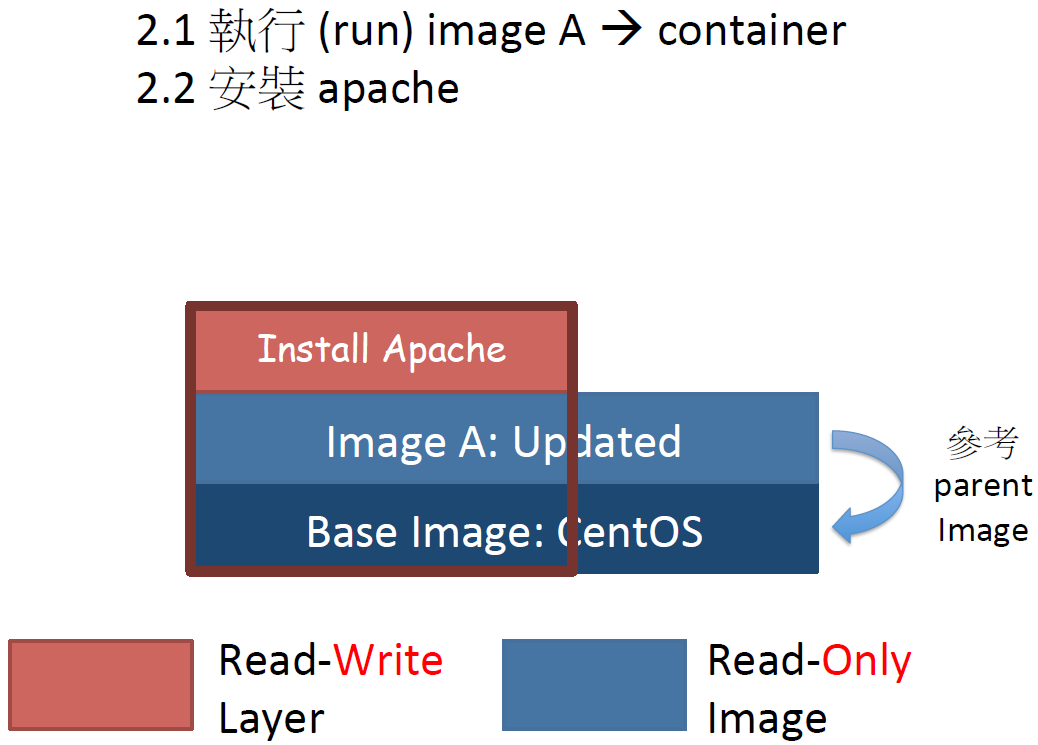 2.1 執行 (run) image A → container
2.2 安裝 apache
Install Apache
Image A: Updated
Base Image: CentOS
參考
parent
Image
Read-Write
Layer
Read-Only
Image